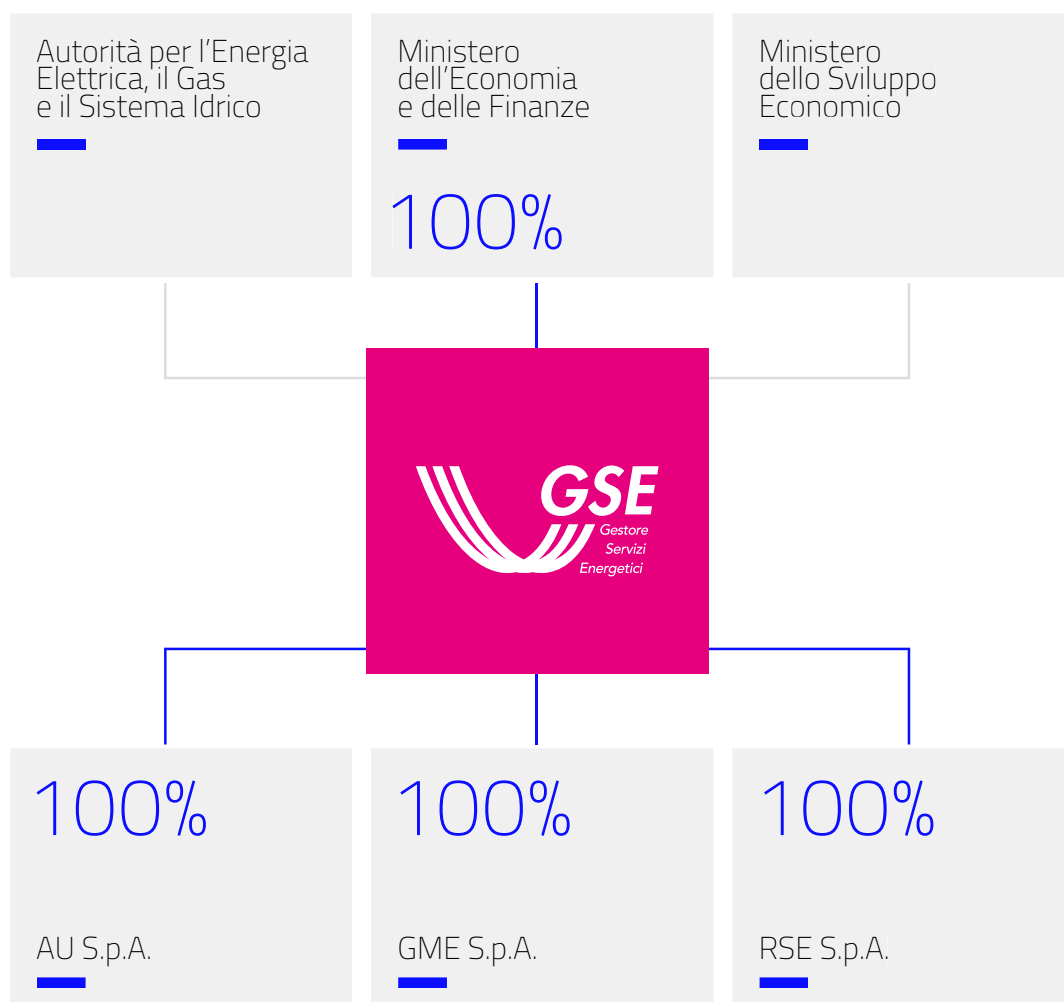 Autorità per l'Energia
Elettrica, il Gas
e il Sistema Idrico
Ministero
dell'Economia
e delle Finanze
100%
Ministero
dello Sviluppo
Economico
GSE
Gestore
Servizi
Energetici
100%
AU S.p.A.
100%
GME S.p.A.
100%
RSE S.p.A.